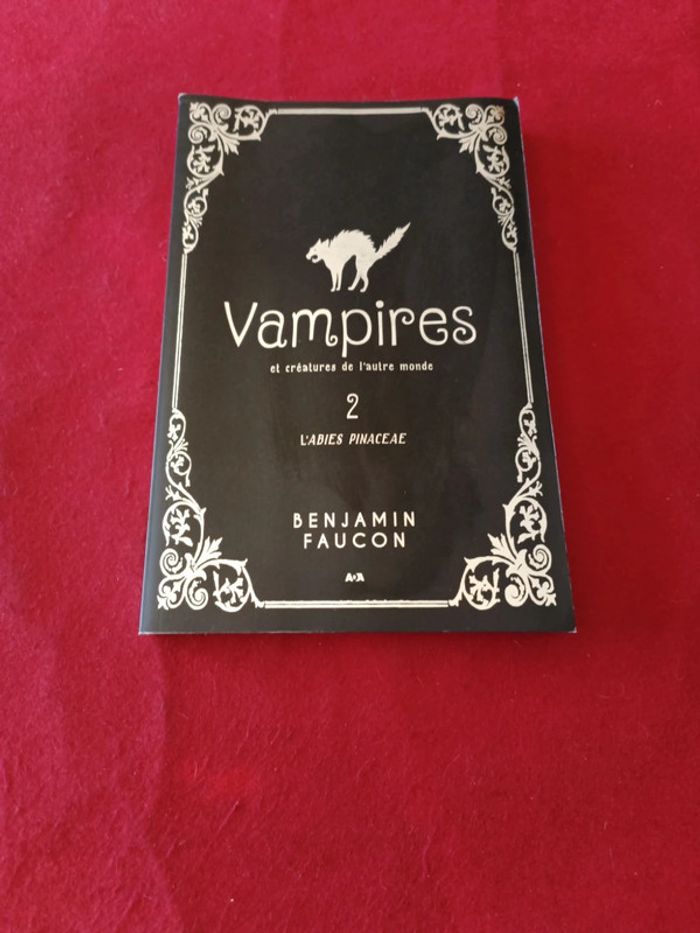 Vampires
et créatures de l'autre monde
2
L'ABIES PINACEAE
BENJAMIN
FAUCON
A•A